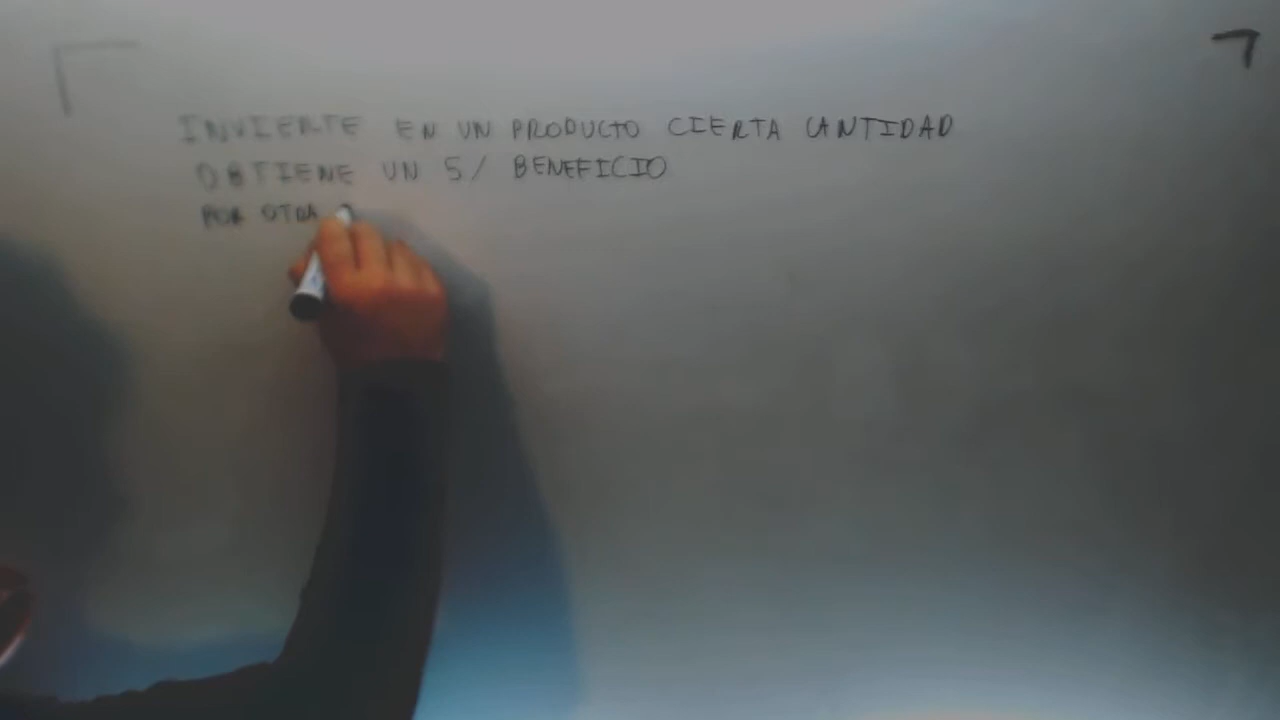 INVIERTE EN UN PRODUCTO CIERTA CANTIDAD
OBTIENE UN 5/ BENEFICIO
POR OTRA